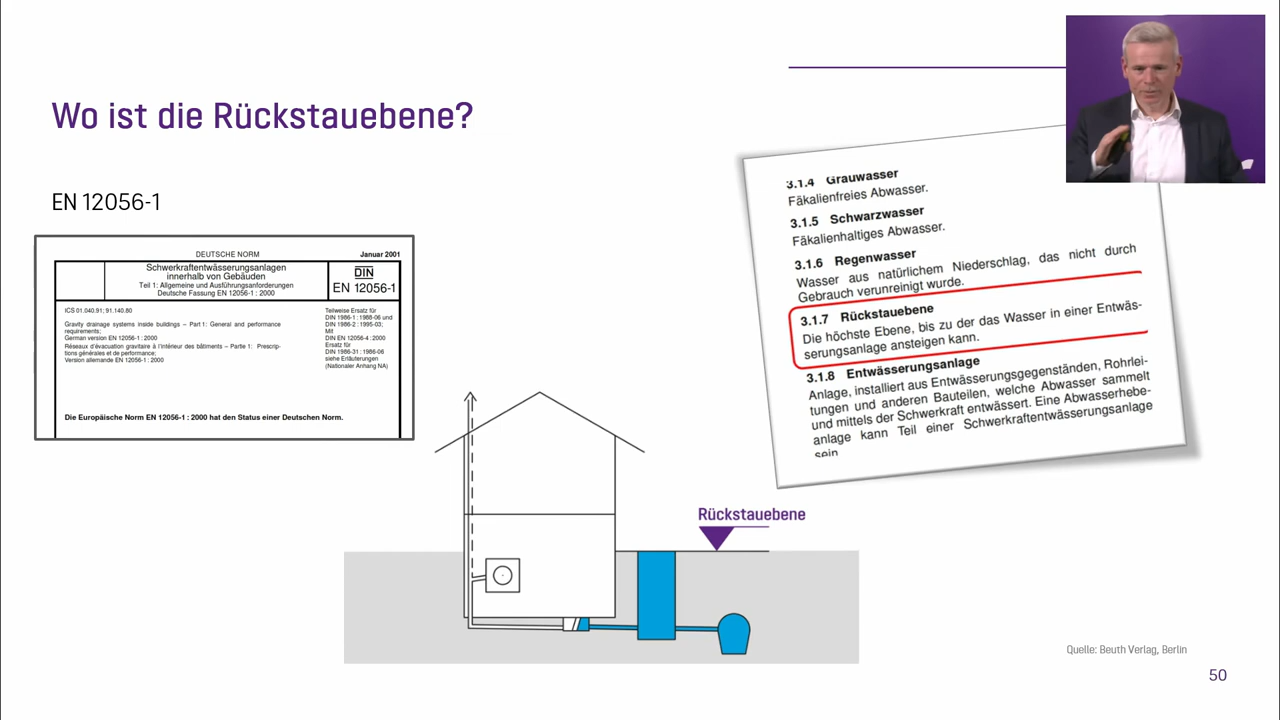 Wo ist die Rückstauebene?
EN 12056-1
DEUTSCHE NORM
Januar 2001
Schwerkraftentwässerungsanlagen
innerhalb von Gebäuden
Teil 1: Allgemeine und Ausführungsanforderungen
Deutsche Fassung EN 12056-1 : 2000
DIN
EN 12056-1
ICS 01.040.91; 91.140.80
Gravity drainage systems inside buildings – Part 1: General and performance
requirements;
German version EN 12056-1 : 2000
Réseaux d'évacuation gravitaire à l'intérieur des bâtiments – Partie 1: Prescrip-
tions générales et de performance;
Version allemande EN 12056-1 : 2000
Teilweise Ersatz für
DIN 1986-1 : 1988-06 und
DIN 1986-2 : 1995-03;
Mit
DIN EN 12056-4 : 2000
Ersatz für
DIN 1986-31 : 1986-06
siehe Erläuterungen
(Nationaler Anhang NA)
Die Europäische Norm EN 12056-1 : 2000 hat den Status einer Deutschen Norm.
3.1.4 Grauwasser
Fäkalienfreies Abwasser.
3.1.5 Schwarzwasser
Fäkalienhaltiges Abwasser.
3.1.6 Regenwasser
Wasser aus natürlichem Niederschlag, das nicht durch
Gebrauch verunreinigt wurde.
3.1.7 Rückstauebene
Die höchste Ebene, bis zu der das Wasser in einer Entwäs-
serungsanlage ansteigen kann.
3.1.8 Entwässerungsanlage
Anlage, installiert aus Entwässerungsgegenständen, Rohrlei-
tungen und anderen Bauteilen, welche Abwasser sammelt
und mittels der Schwerkraft entwässert. Eine Abwasserhebe-
anlage kann Teil einer Schwerkraftentwässerungsanlage
sein
Rückstauebene
Quelle: Beuth Verlag, Berlin
50